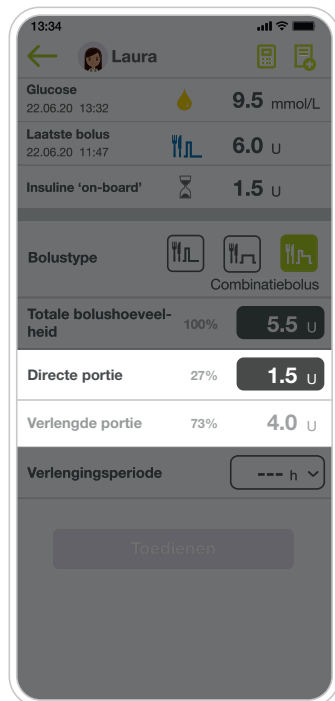 13:34
Laura
Glucose
22.06.20 13:32
9.5 mmol/L
Laatste bolus
22.06.20 11:47
6.0 U
Insuline ‘on-board’
1.5 U
Bolustype
Combinatiebolus
Totale bolushoeveel-
heid
100%
5.5 U
Directe portie 27% 1.5 U
Verlengde portie 73% 4.0 U
Verlengingsperiode --- h
Toedienen